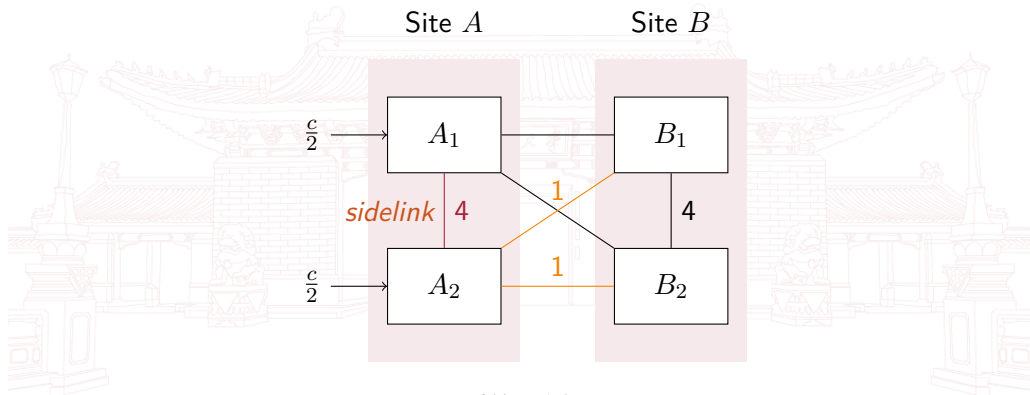 Site A Site B
c/2 A₁ B₁
1
sidelink 4 4
1
c/2 A₂ B₂